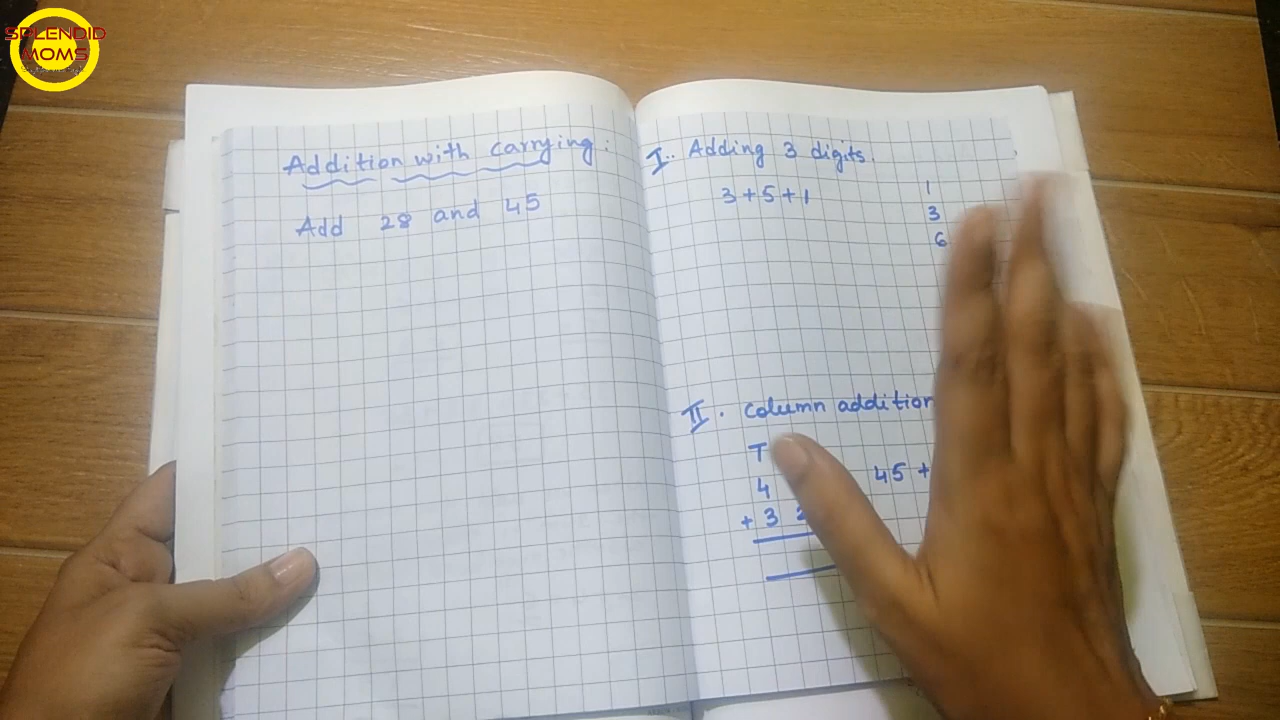 SPLENDID
MOMS
Addition with carrying:
Add 28 and 45
I. Adding 3 digits.
3+5+1
1
3
6
II. Column addition
T
4 45 +
+ 3 2